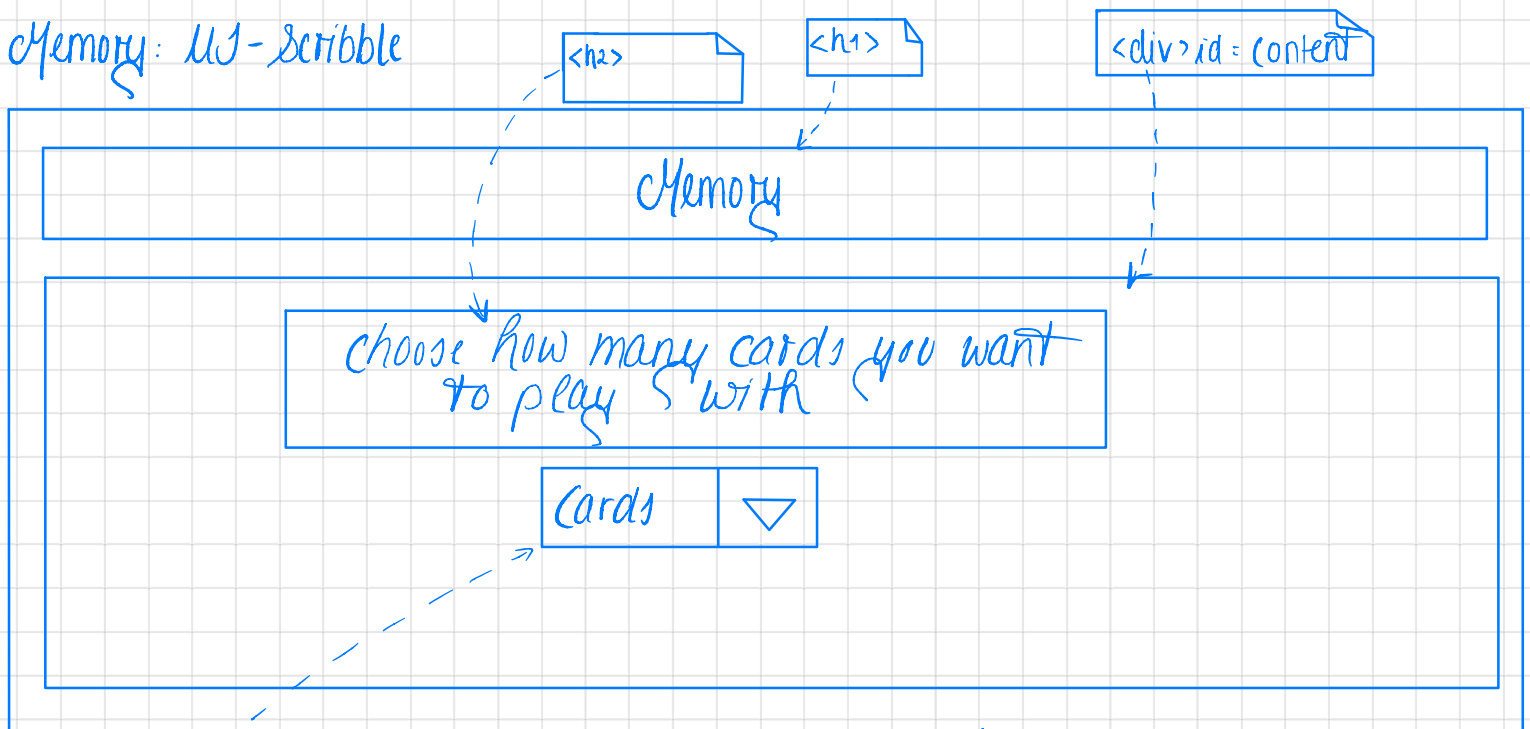 Memory: UI-Scribble
<h2>
<h1>
<div>id=content
Memory
choose how many cards you want
to play with
Cards